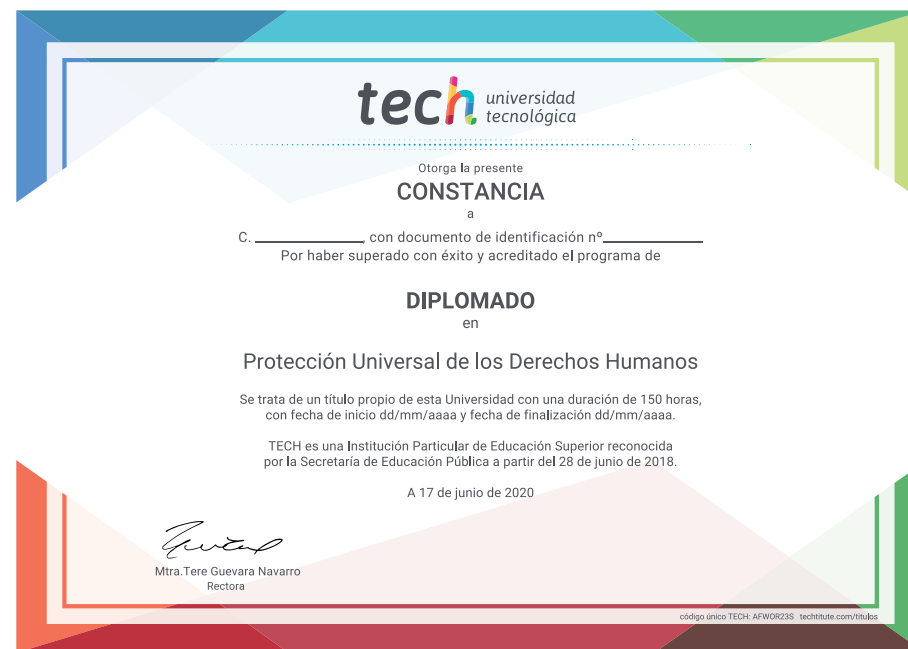 tech universidad
tecnológica
Otorga la presente
CONSTANCIA
a
C. ____________, con documento de identificación nº____________
Por haber superado con éxito y acreditado el programa de
DIPLOMADO
en
Protección Universal de los Derechos Humanos
Se trata de un título propio de esta Universidad con una duración de 150 horas,
con fecha de inicio dd/mm/aaaa y fecha de finalización dd/mm/aaaa.
TECH es una Institución Particular de Educación Superior reconocida
por la Secretaría de Educación Pública a partir del 28 de junio de 2018.
A 17 de junio de 2020
Mtra.Tere Guevara Navarro
Rectora
código único TECH: AFWOR23S techtitute.com/titulos